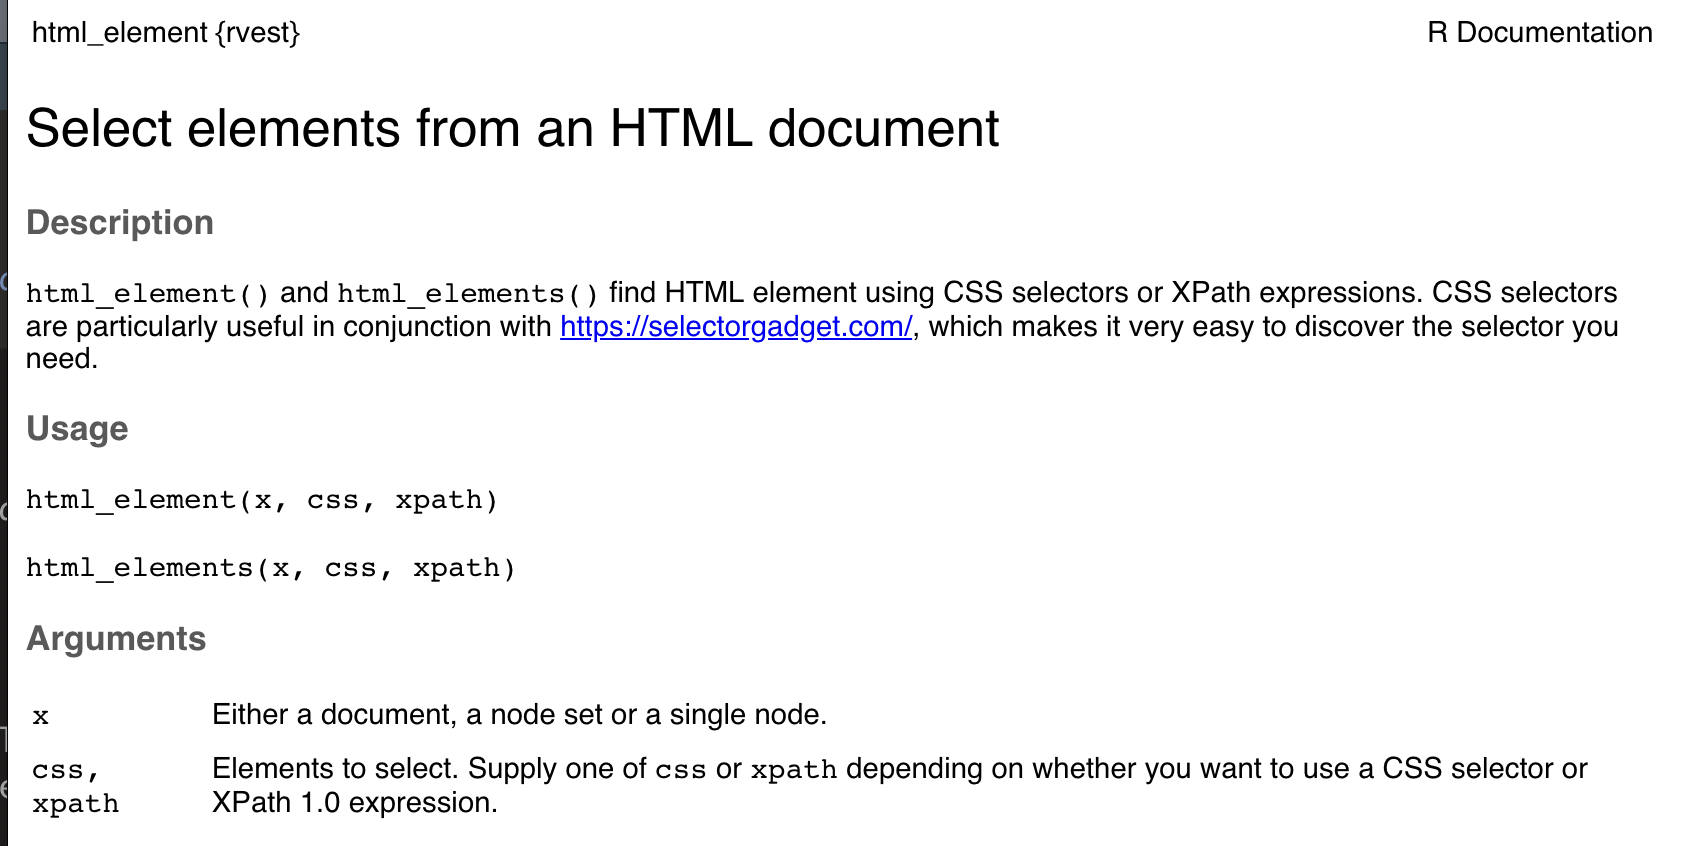 html_element {rvest}
R Documentation
Select elements from an HTML document
Description
html_element() and html_elements() find HTML element using CSS selectors or XPath expressions. CSS selectors
are particularly useful in conjunction with https://selectorgadget.com/, which makes it very easy to discover the selector you
need.
Usage
html_element(x, css, xpath)
html_elements(x, css, xpath)
Arguments
x Either a document, a node set or a single node.
css, Elements to select. Supply one of css or xpath depending on whether you want to use a CSS selector or
xpath XPath 1.0 expression.